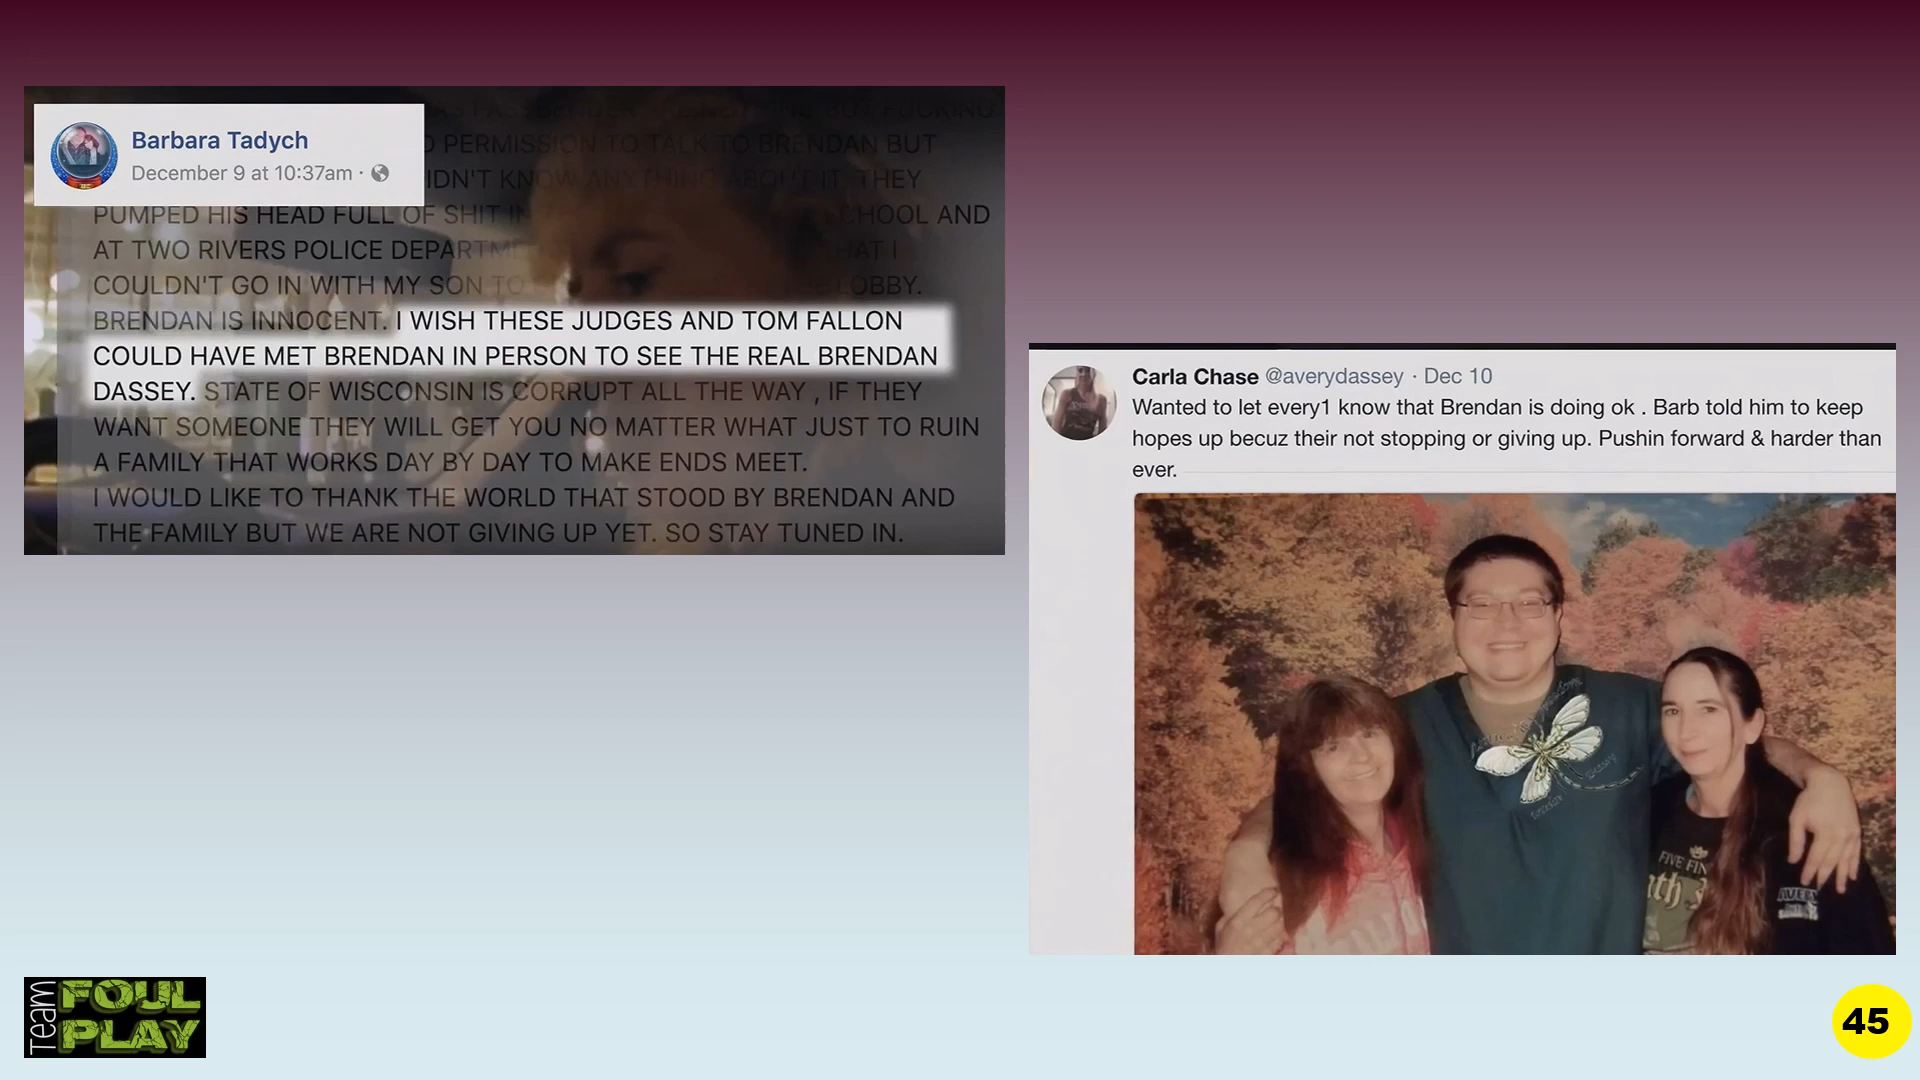 Barbara Tadych
December 9 at 10:37am ·
PERMISSION TO TALK TO BRENDAN BUT
IDN'T KNOW ANYTHING ABOUT IT. THEY
PUMPED HIS HEAD FULL OF SHIT IN CHOOL AND
AT TWO RIVERS POLICE DEPARTME HAT I
COULDN'T GO IN WITH MY SON TO OBBY.
BRENDAN IS INNOCENT. I WISH THESE JUDGES AND TOM FALLON
COULD HAVE MET BRENDAN IN PERSON TO SEE THE REAL BRENDAN
DASSEY. STATE OF WISCONSIN IS CORRUPT ALL THE WAY , IF THEY
WANT SOMEONE THEY WILL GET YOU NO MATTER WHAT JUST TO RUIN
A FAMILY THAT WORKS DAY BY DAY TO MAKE ENDS MEET.
I WOULD LIKE TO THANK THE WORLD THAT STOOD BY BRENDAN AND
THE FAMILY BUT WE ARE NOT GIVING UP YET. SO STAY TUNED IN.
Carla Chase @averydassey · Dec 10
Wanted to let every1 know that Brendan is doing ok . Barb told him to keep
hopes up becuz their not stopping or giving up. Pushin forward & harder than
ever.
FIVE FIN
Team
FOUL
PLAY
45